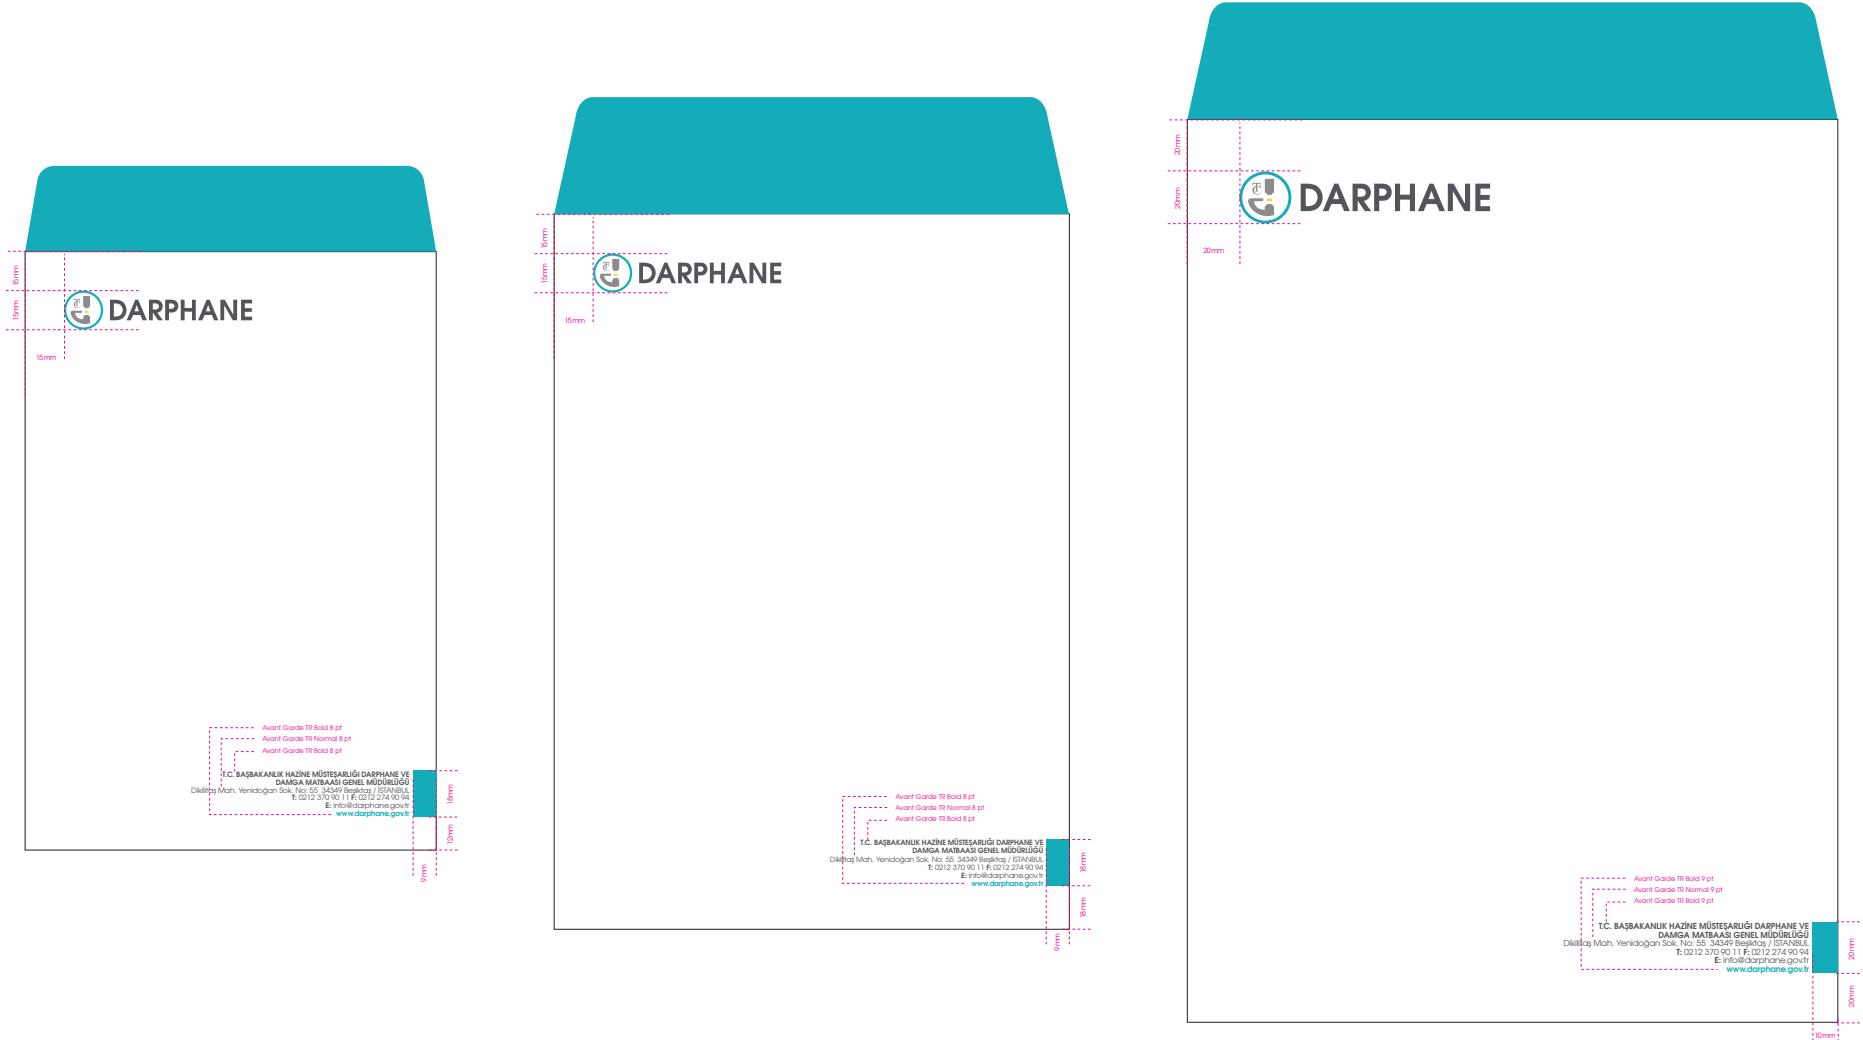 15mm
15mm
DARPHANE
15mm
Avant Garde TR Bold 8 pt
Avant Garde TR Normal 8 pt
Avant Garde TR Bold 8 pt
T.C. BAŞBAKANLIK HAZİNE MÜSTEŞARLIĞI DARPHANE VE
DAMGA MATBAASI GENEL MÜDÜRLÜĞÜ
Dikilitaş Mah. Yenidoğan Sok. No: 55 34349 Beşiktaş / İSTANBUL
T: 0212 370 90 11 F: 0212 274 90 94
E: info@darphane.gov.tr
www.darphane.gov.tr
18mm
12mm
9mm
15mm
15mm
DARPHANE
15mm
Avant Garde TR Bold 8 pt
Avant Garde TR Normal 8 pt
Avant Garde TR Bold 8 pt
T.C. BAŞBAKANLIK HAZİNE MÜSTEŞARLIĞI DARPHANE VE
DAMGA MATBAASI GENEL MÜDÜRLÜĞÜ
Dikilitaş Mah. Yenidoğan Sok. No: 55 34349 Beşiktaş / İSTANBUL
T: 0212 370 90 11 F: 0212 274 90 94
E: info@darphane.gov.tr
www.darphane.gov.tr
18mm
18mm
9mm
20mm
20mm
TC
DARPHANE
20mm
Avant Garde TR Bold 9 pt
Avant Garde TR Normal 9 pt
Avant Garde TR Bold 9 pt
T.C. BAŞBAKANLIK HAZİNE MÜSTEŞARLIĞI DARPHANE VE
DAMGA MATBAASI GENEL MÜDÜRLÜĞÜ
Dikilitaş Mah. Yenidoğan Sok. No: 55 34349 Beşiktaş / İSTANBUL
T: 0212 370 90 11 F: 0212 274 90 94
E: info@darphane.gov.tr
www.darphane.gov.tr
20mm
20mm
10mm